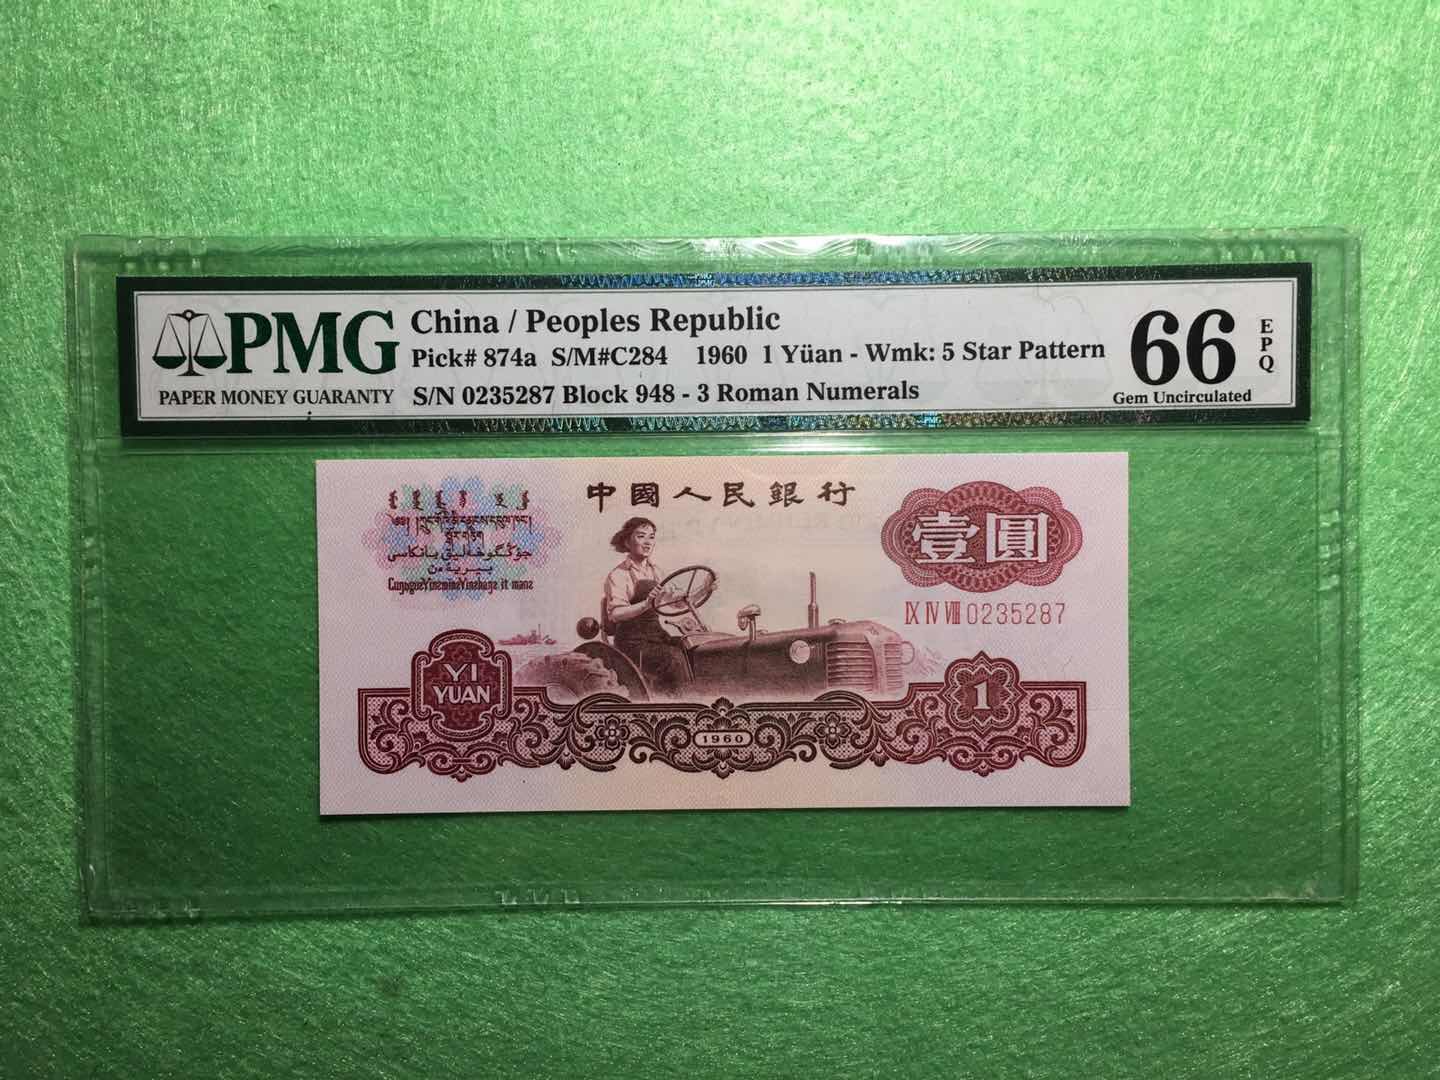 PMG
PAPER MONEY GUARANTY
China / Peoples Republic
Pick# 874a S/M#C284 1960 1 Yüan - Wmk: 5 Star Pattern
S/N 0235287 Block 948 - 3 Roman Numerals
66
EPQ
Gem Uncirculated
中國人民銀行
壹圓
IX IV VIII 0235287
YI
YUAN
1
1960